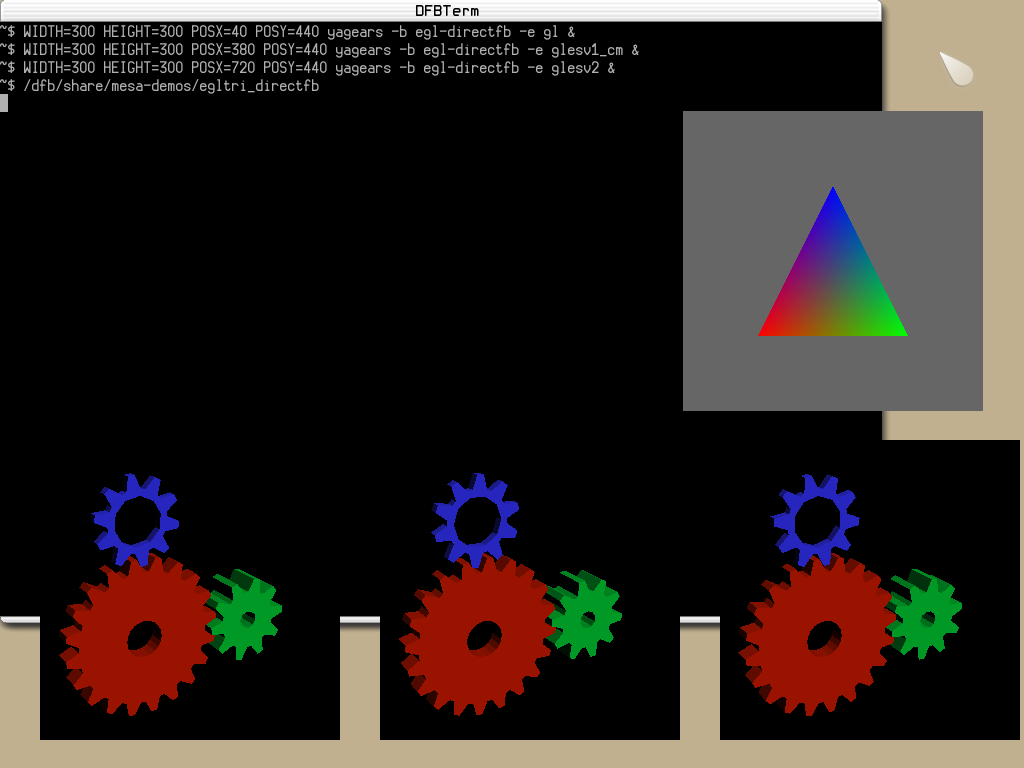 DFBTerm
~$ WIDTH=300 HEIGHT=300 POSX=40 POSY=440 yagears -b egl-directfb -e gl &
~$ WIDTH=300 HEIGHT=300 POSX=380 POSY=440 yagears -b egl-directfb -e glesv1_cm &
~$ WIDTH=300 HEIGHT=300 POSX=720 POSY=440 yagears -b egl-directfb -e glesv2 &
~$ /dfb/share/mesa-demos/egltri_directfb